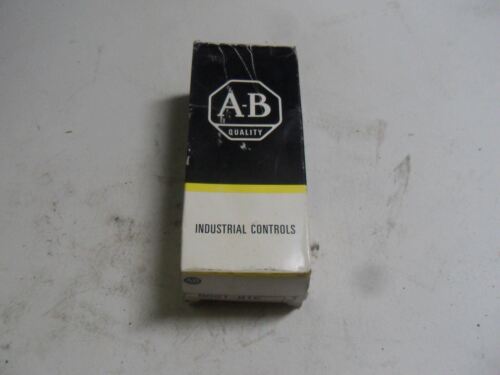 A-B
QUALITY
INDUSTRIAL CONTROLS